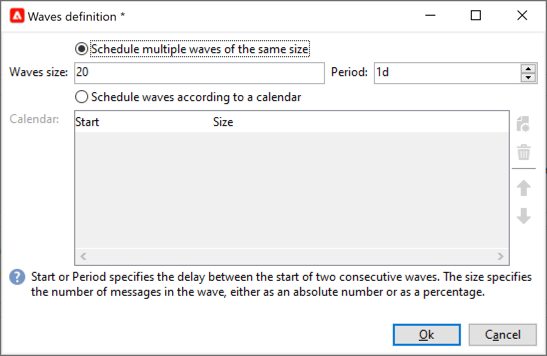 Waves definition *
Schedule multiple waves of the same size
Waves size: 20 Period: 1d
Schedule waves according to a calendar
Calendar: Start Size
Start or Period specifies the delay between the start of two consecutive waves. The size specifies
the number of messages in the wave, either as an absolute number or as a percentage.
Ok Cancel